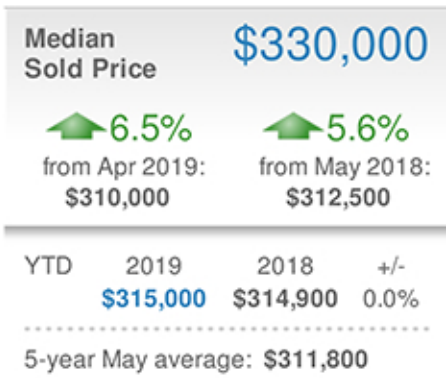 Median $330,000
Sold Price
6.5% 5.6%
from Apr 2019: from May 2018:
$310,000 $312,500
YTD 2019 2018 +/-
$315,000 $314,900 0.0%
5-year May average: $311,800